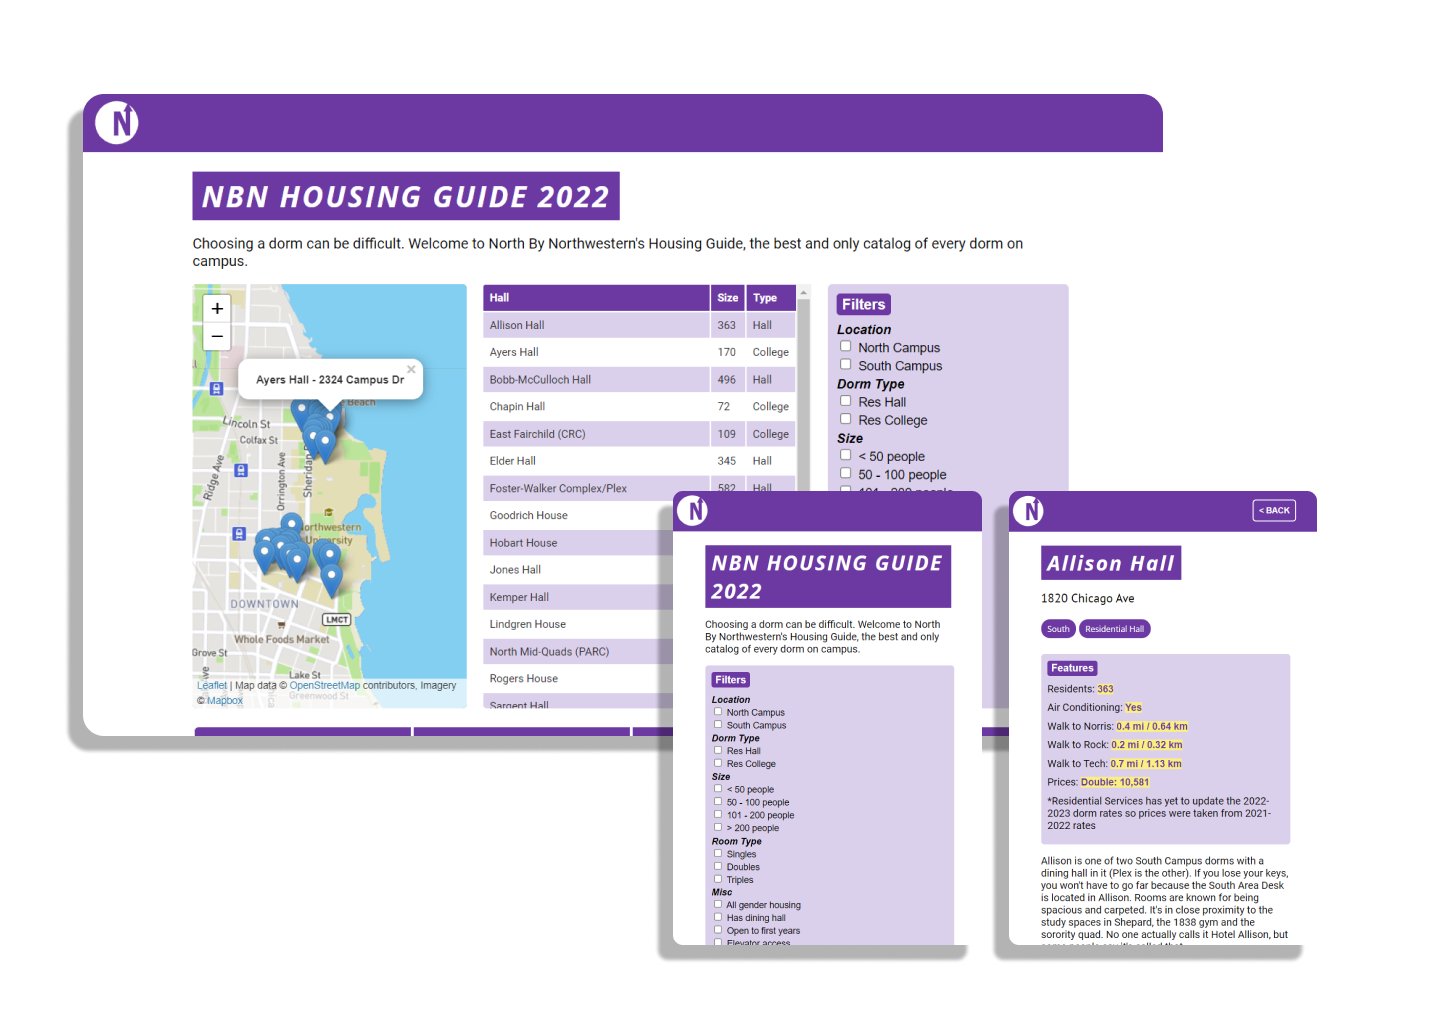 N
NBN HOUSING GUIDE 2022
Choosing a dorm can be difficult. Welcome to North By Northwestern's Housing Guide, the best and only catalog of every dorm on
campus.
+
−
Ayers Hall - 2324 Campus Dr ×
Beach
Lincoln St
Colfax St
Ridge Ave
Orrington Ave
Sheridan
Northwestern
University
DOWNTOWN
LMCT
Whole Foods Market
Grove St
Lake St
Greenwood St
Leaflet | Map data © OpenStreetMap contributors, Imagery
© Mapbox
Hall Size Type
Allison Hall 363 Hall
Ayers Hall 170 College
Bobb-McCulloch Hall 496 Hall
Chapin Hall 72 College
East Fairchild (CRC) 109 College
Elder Hall 345 Hall
Foster-Walker Complex/Plex 582 Hall
Goodrich House
Hobart House
Jones Hall
Kemper Hall
Lindgren House
North Mid-Quads (PARC)
Rogers House
Sargent Hall
Filters
Location
North Campus
South Campus
Dorm Type
Res Hall
Res College
Size
< 50 people
50 - 100 people
101 - 200 people
N
NBN HOUSING GUIDE
2022
Choosing a dorm can be difficult. Welcome to North
By Northwestern's Housing Guide, the best and only
catalog of every dorm on campus.
Filters
Location
North Campus
South Campus
Dorm Type
Res Hall
Res College
Size
< 50 people
50 - 100 people
101 - 200 people
> 200 people
Room Type
Singles
Doubles
Triples
Misc
All gender housing
Has dining hall
Open to first years
Elevator access
N
< BACK
Allison Hall
1820 Chicago Ave
South Residential Hall
Features
Residents: 363
Air Conditioning: Yes
Walk to Norris: 0.4 mi / 0.64 km
Walk to Rock: 0.2 mi / 0.32 km
Walk to Tech: 0.7 mi / 1.13 km
Prices: Double: 10,581
*Residential Services has yet to update the 2022-
2023 dorm rates so prices were taken from 2021-
2022 rates
Allison is one of two South Campus dorms with a
dining hall in it (Plex is the other). If you lose your keys,
you won't have to go far because the South Area Desk
is located in Allison. Rooms are known for being
spacious and carpeted. It's in close proximity to the
study spaces in Shepard, the 1838 gym and the
sorority quad. No one actually calls it Hotel Allison, but